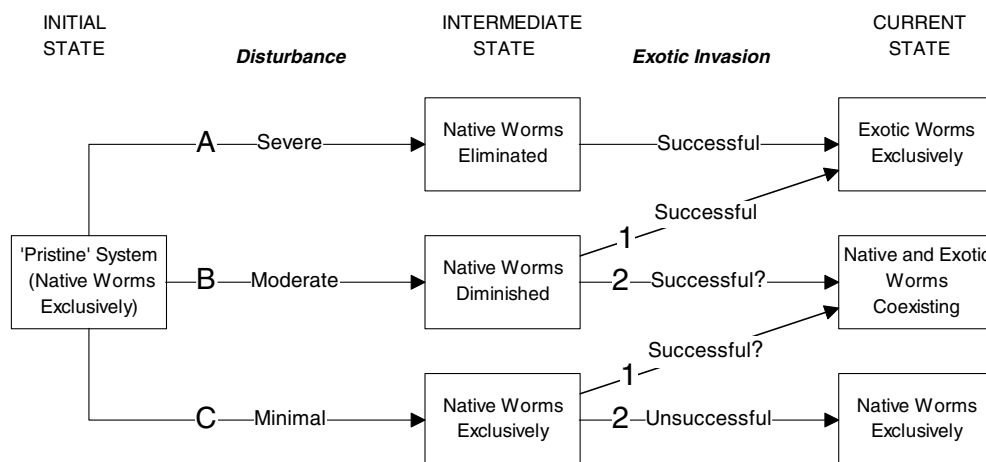 INITIAL
STATE
Disturbance
INTERMEDIATE
STATE
Exotic Invasion
CURRENT
STATE
A Severe
Native Worms
Eliminated
Successful
Exotic Worms
Exclusively
1 Successful
'Pristine' System
(Native Worms
Exclusively)
B Moderate
Native Worms
Diminished
2 Successful?
Native and Exotic
Worms
Coexisting
1 Successful?
C Minimal
Native Worms
Exclusively
2 Unsuccessful
Native Worms
Exclusively